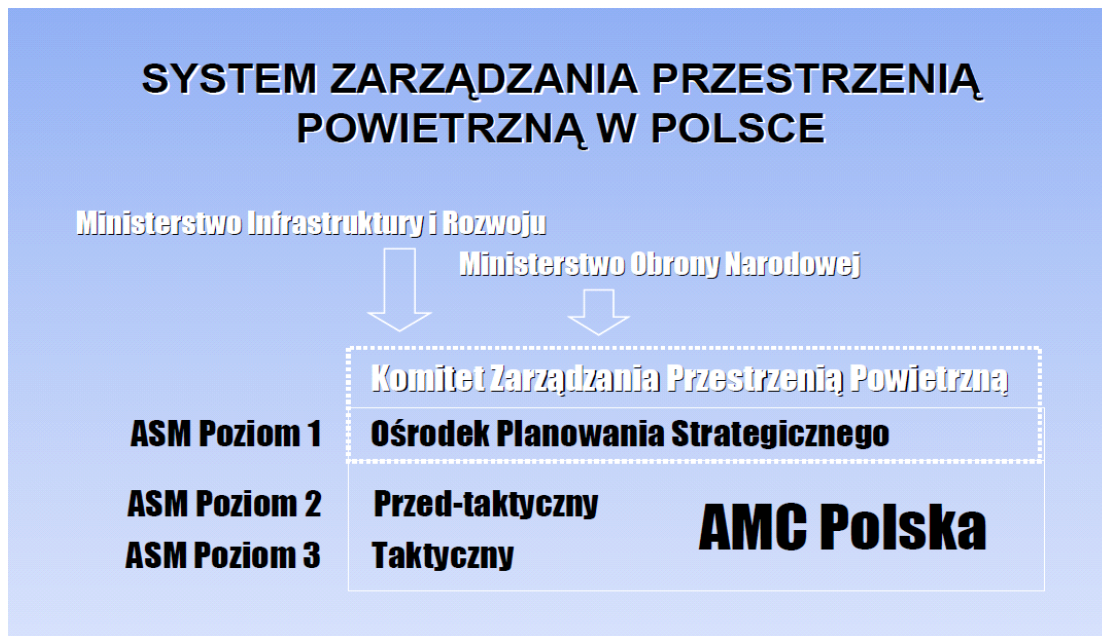 SYSTEM ZARZĄDZANIA PRZESTRZENIĄ
POWIETRZNĄ W POLSCE
Ministerstwo Infrastruktury i Rozwoju
Ministerstwo Obrony Narodowej
Komitet Zarządzania Przestrzenią Powietrzną
ASM Poziom 1 Ośrodek Planowania Strategicznego
ASM Poziom 2 Przed-taktyczny
AMC Polska
ASM Poziom 3 Taktyczny